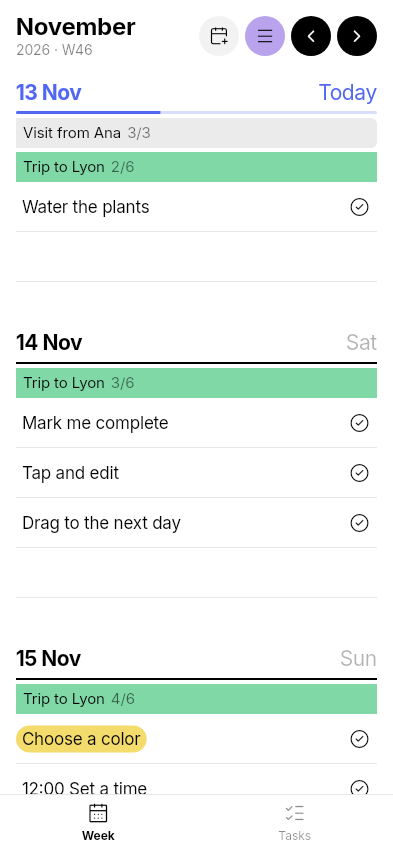 November
2026 · W46
13 Nov Today
Visit from Ana 3/3
Trip to Lyon 2/6
Water the plants
14 Nov Sat
Trip to Lyon 3/6
Mark me complete
Tap and edit
Drag to the next day
15 Nov Sun
Trip to Lyon 4/6
Choose a color
12:00 Set a time
Week Tasks